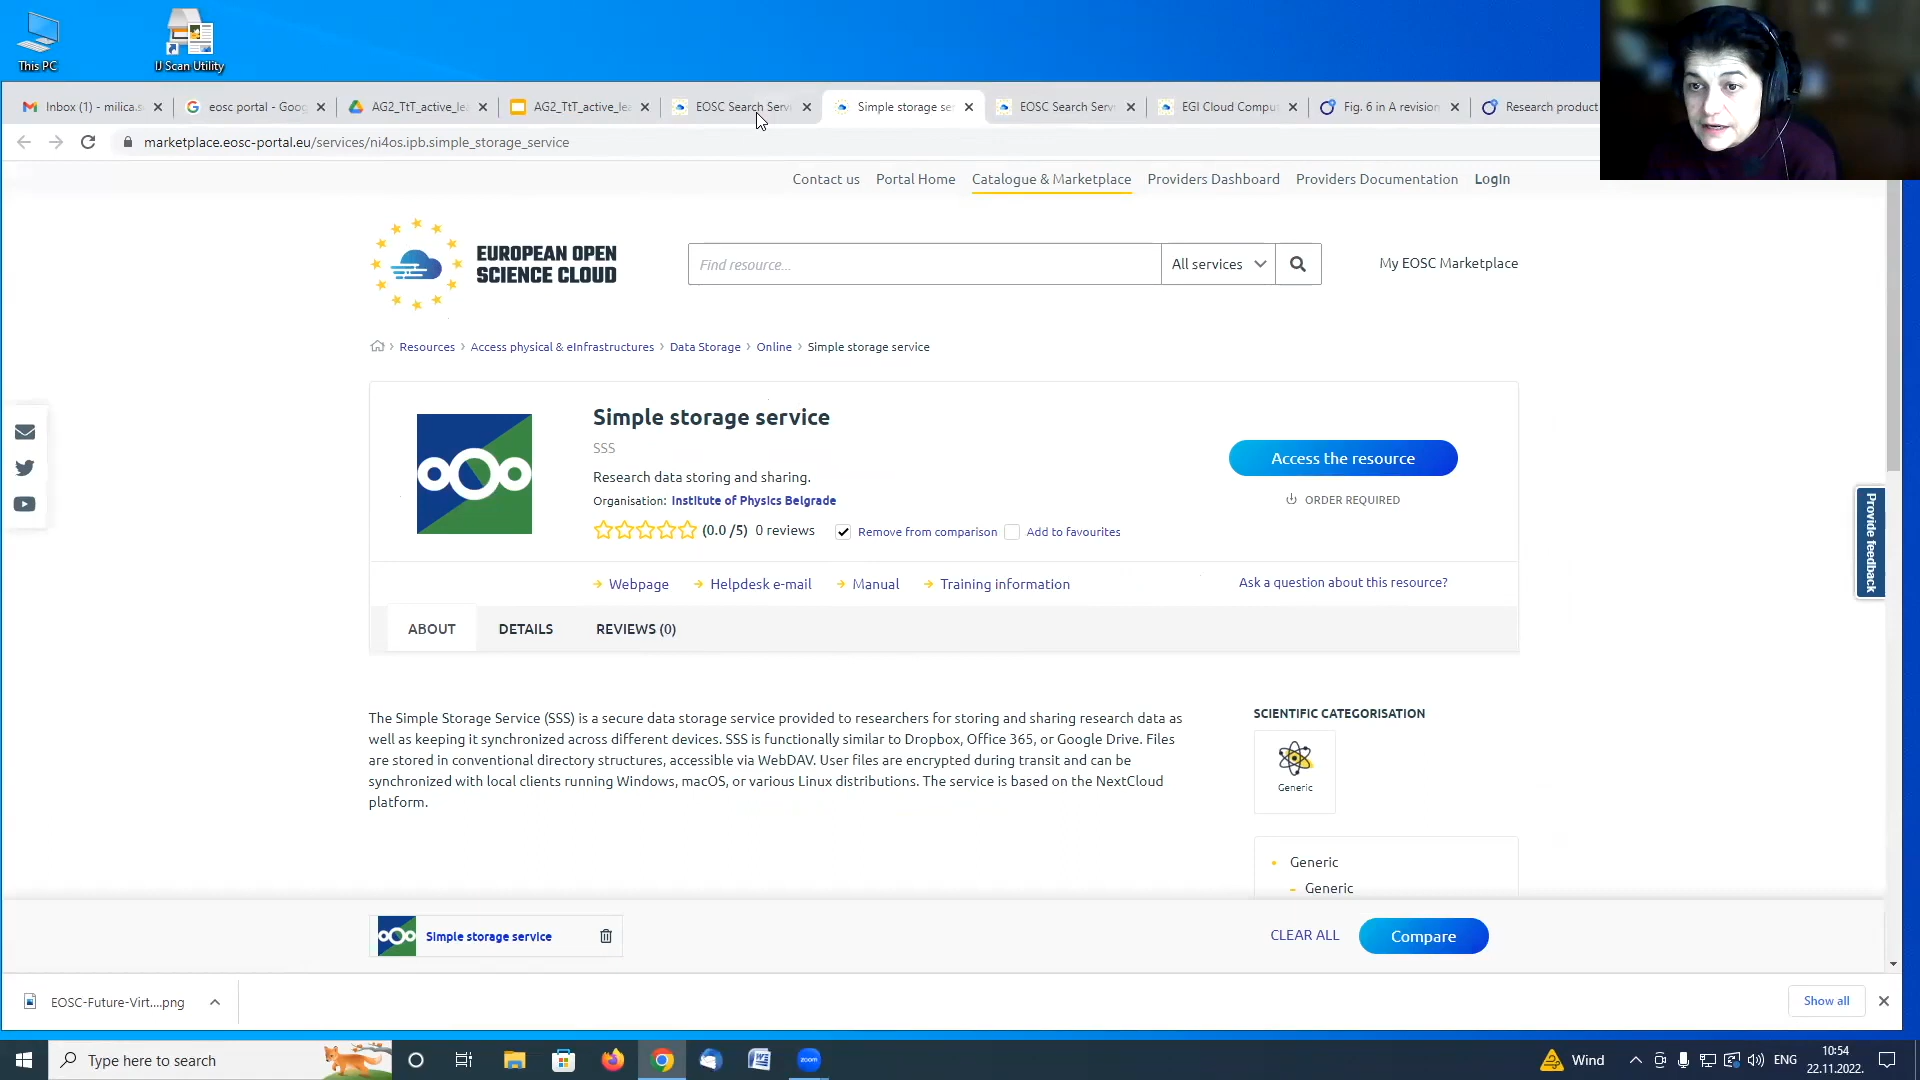 This PC
IJ Scan Utility
Inbox (1) - milica.s
eosc portal - Goog
AG2_TtT_active_lea
AG2_TtT_active_lea
EOSC Search Servi
Simple storage ser
EOSC Search Servi
EGI Cloud Comput
Fig. 6 in A revision
Research product
marketplace.eosc-portal.eu/services/ni4os.ipb.simple_storage_service
Contact us
Portal Home
Catalogue & Marketplace
Providers Dashboard
Providers Documentation
Login
EUROPEAN OPEN
SCIENCE CLOUD
Find resource...
All services
My EOSC Marketplace
Resources › Access physical & eInfrastructures › Data Storage › Online › Simple storage service
Simple storage service
SSS
Research data storing and sharing.
Organisation: Institute of Physics Belgrade
(0.0 /5) 0 reviews
Remove from comparison
Add to favourites
Access the resource
ORDER REQUIRED
Webpage
Helpdesk e-mail
Manual
Training information
Ask a question about this resource?
Provide feedback
ABOUT
DETAILS
REVIEWS (0)
The Simple Storage Service (SSS) is a secure data storage service provided to researchers for storing and sharing research data as
well as keeping it synchronized across different devices. SSS is functionally similar to Dropbox, Office 365, or Google Drive. Files
are stored in conventional directory structures, accessible via WebDAV. User files are encrypted during transit and can be
synchronized with local clients running Windows, macOS, or various Linux distributions. The service is based on the NextCloud
platform.
SCIENTIFIC CATEGORISATION
Generic
Generic
Generic
Simple storage service
CLEAR ALL
Compare
EOSC-Future-Virt....png
Show all
Type here to search
zoom
Wind
ENG
10:54
22.11.2022.